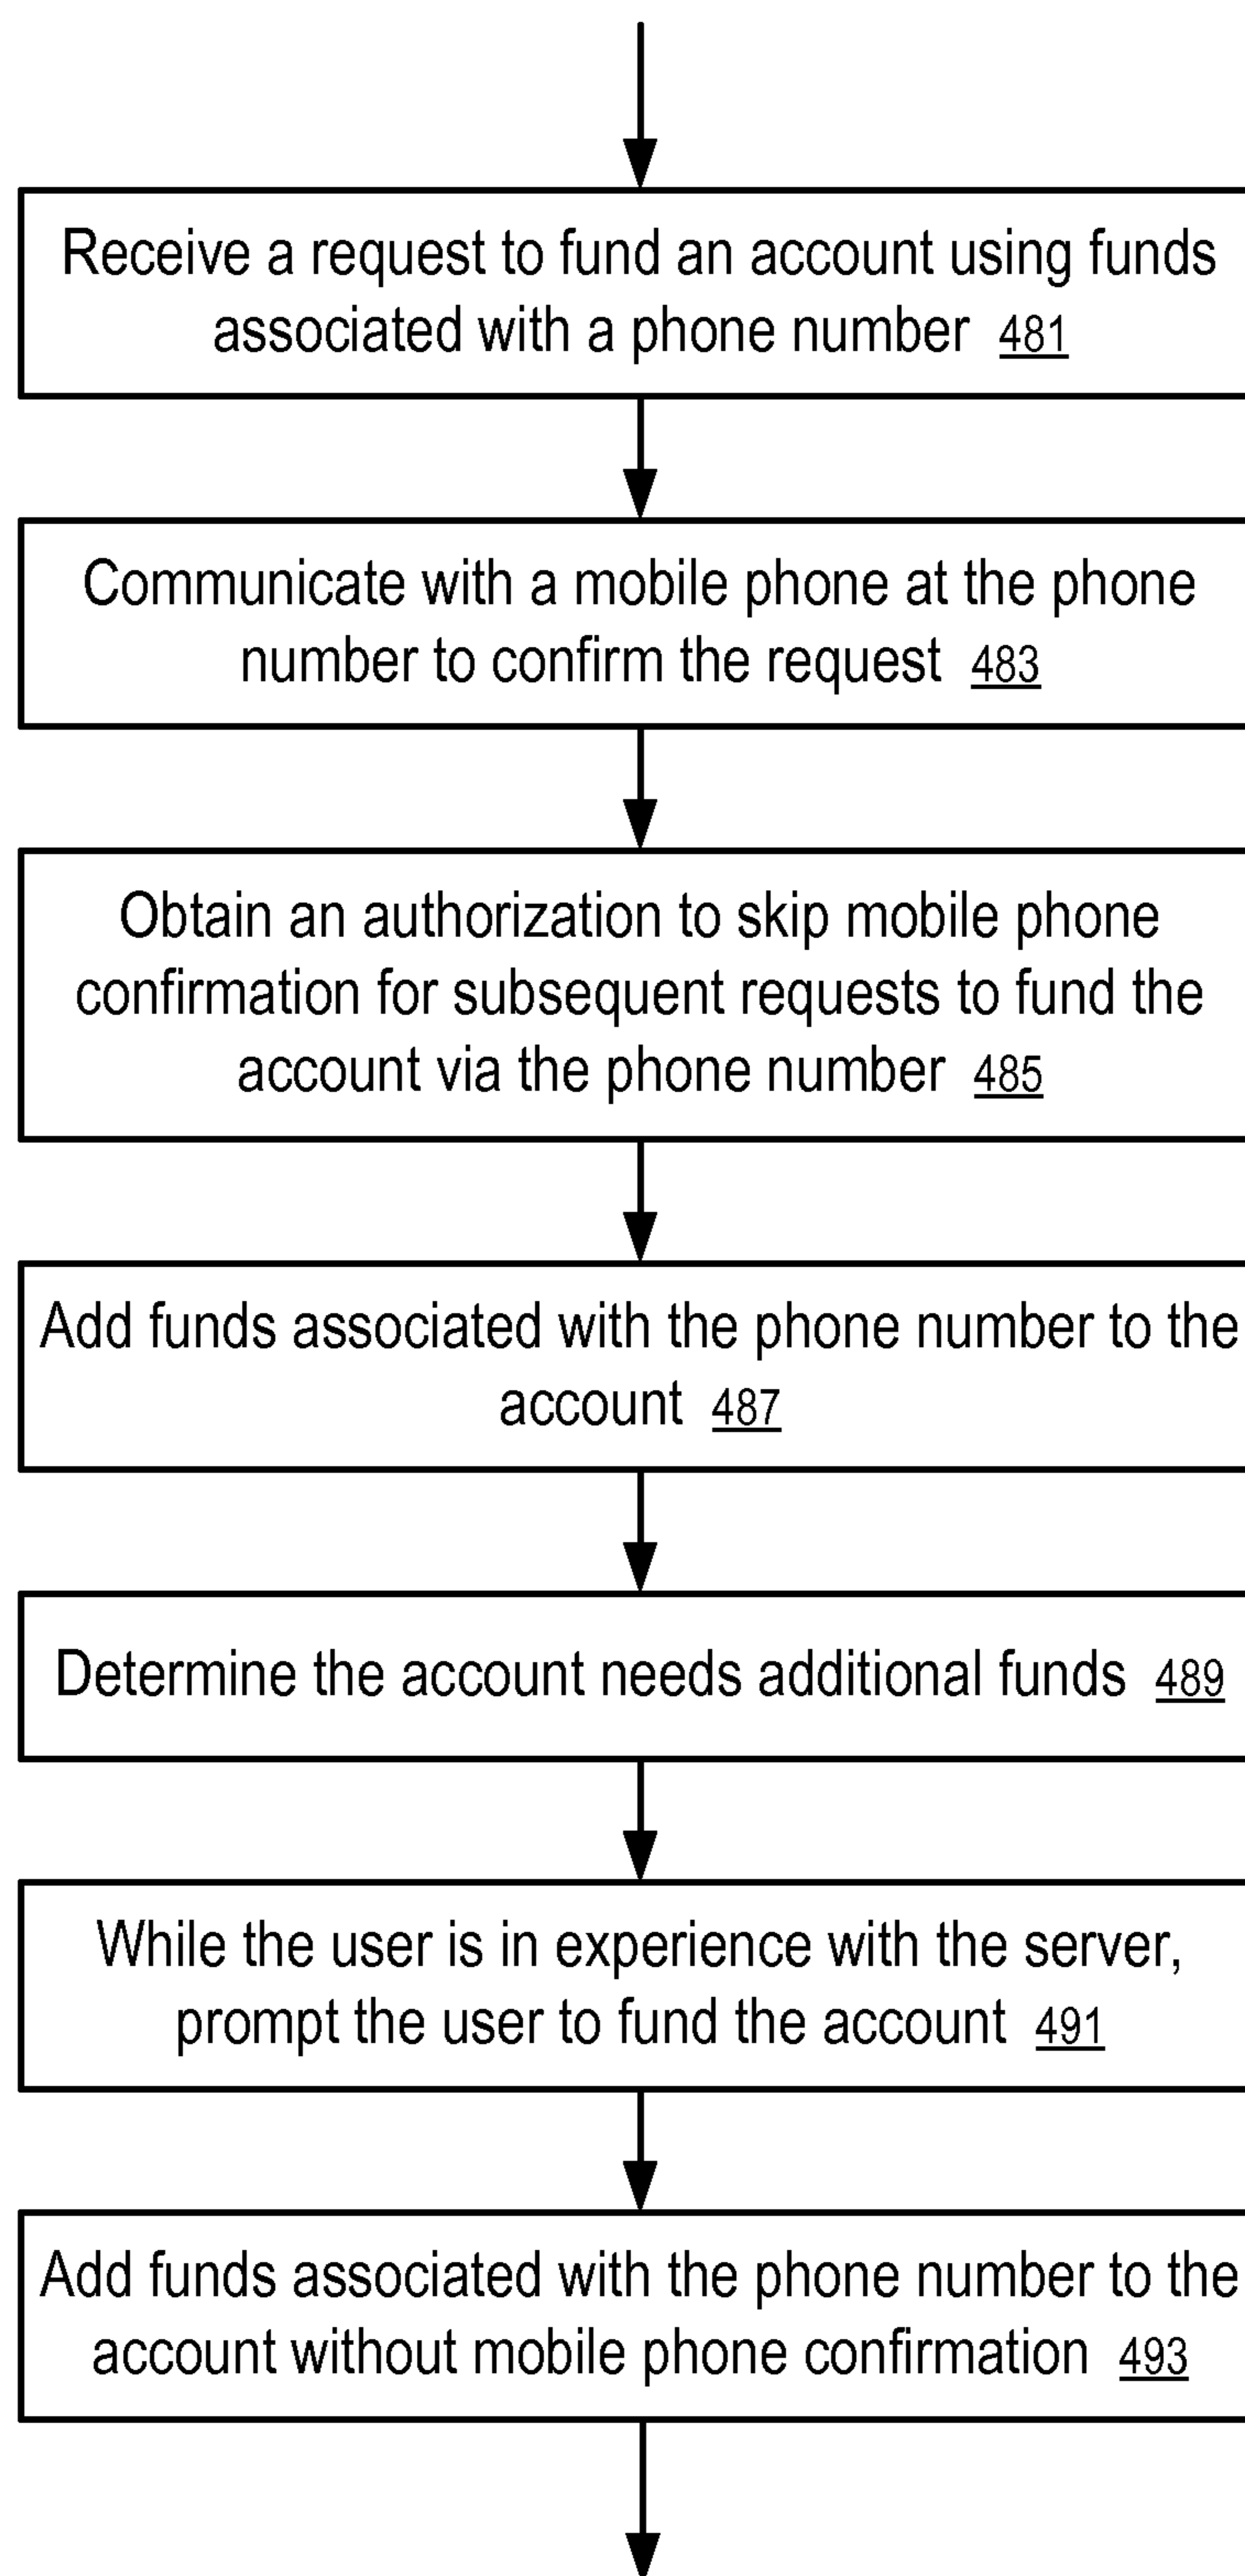 Receive a request to fund an account using funds
associated with a phone number 481
Communicate with a mobile phone at the phone
number to confirm the request 483
Obtain an authorization to skip mobile phone
confirmation for subsequent requests to fund the
account via the phone number 485
Add funds associated with the phone number to the
account 487
Determine the account needs additional funds 489
While the user is in experience with the server,
prompt the user to fund the account 491
Add funds associated with the phone number to the
account without mobile phone confirmation 493